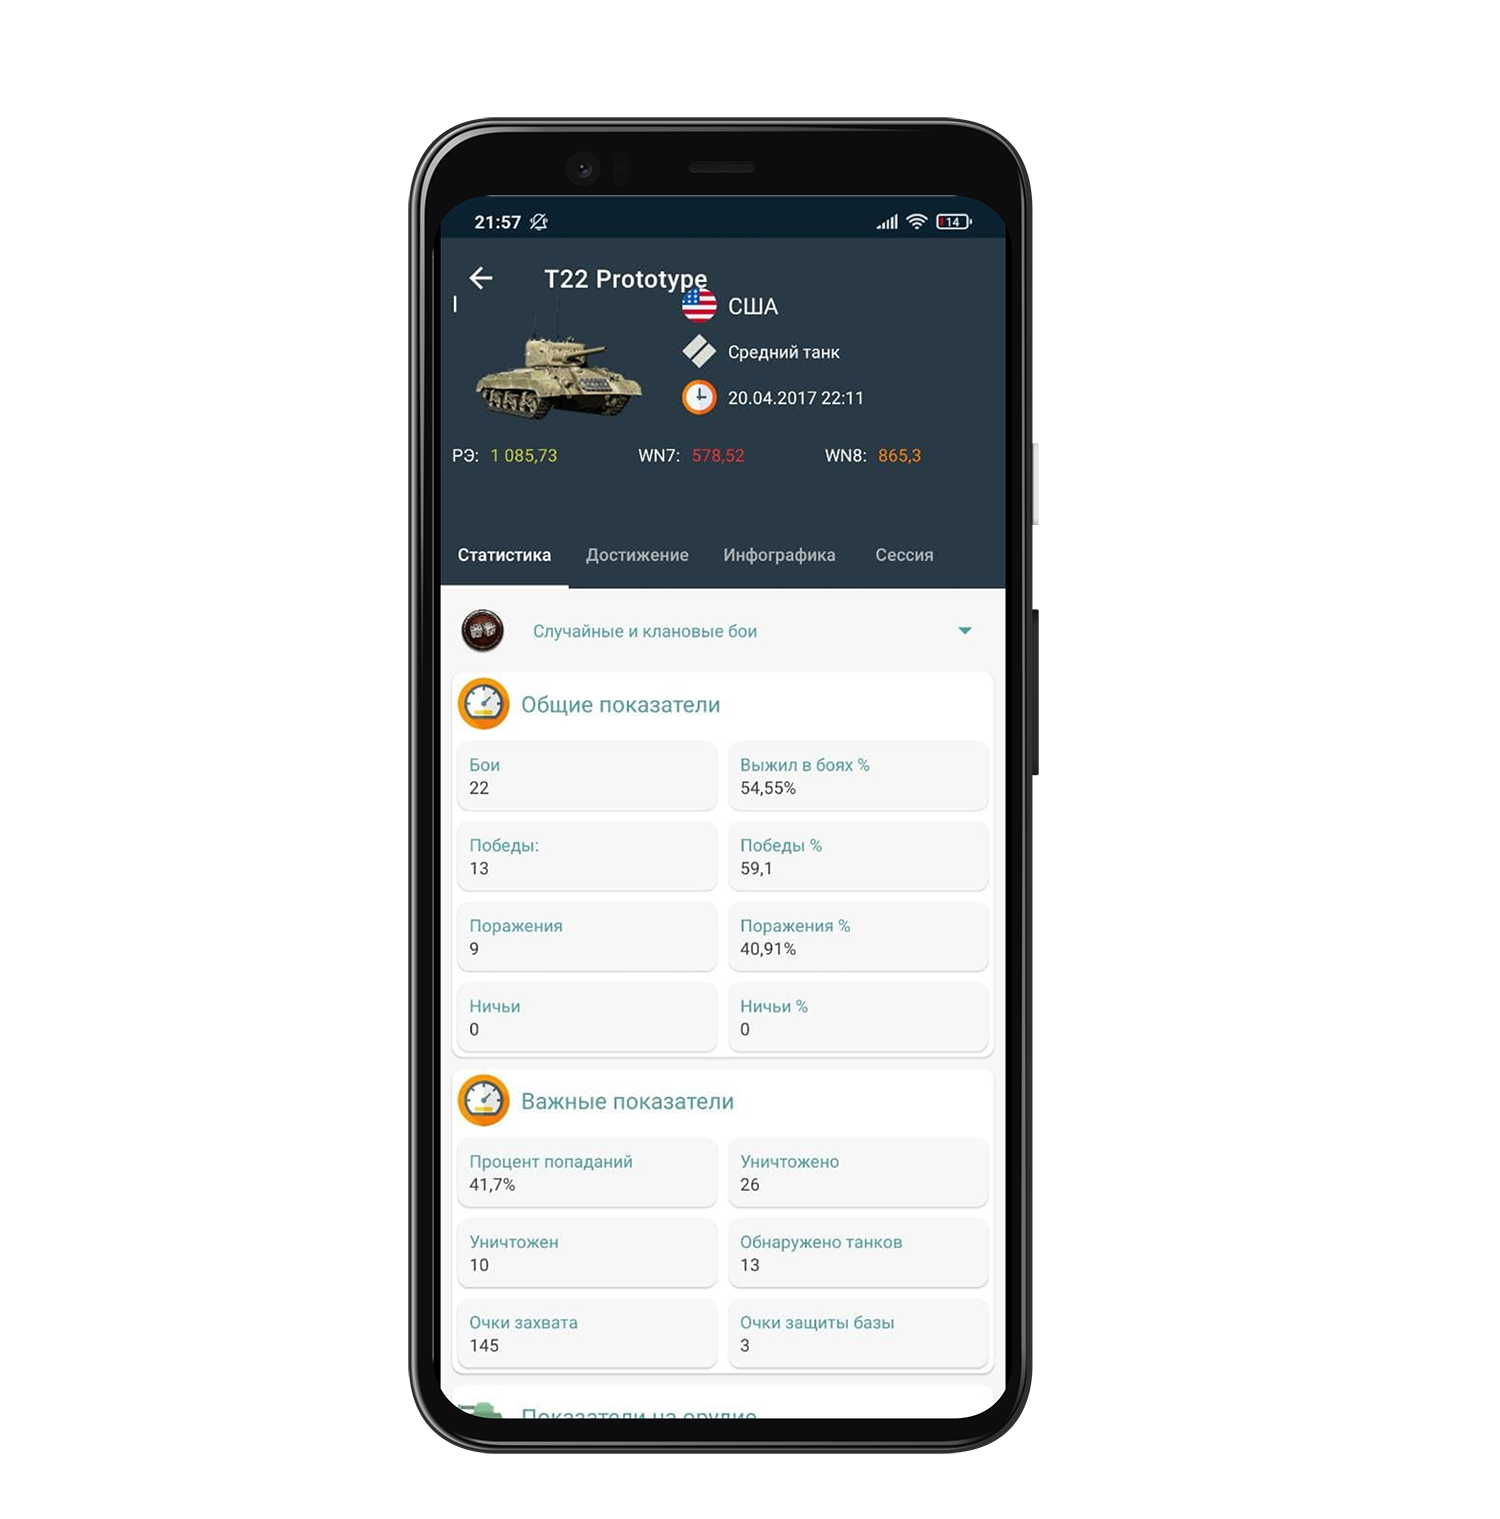 21:57
14
T22 Prototype
I
США
Средний танк
20.04.2017 22:11
РЭ: 1 085,73 WN7: 578,52 WN8: 865,3
Статистика Достижение Инфографика Сессия
Случайные и клановые бои
Общие показатели
Бои
22
Выжил в боях %
54,55%
Победы:
13
Победы %
59,1
Поражения
9
Поражения %
40,91%
Ничьи
0
Ничьи %
0
Важные показатели
Процент попаданий
41,7%
Уничтожено
26
Уничтожен
10
Обнаружено танков
13
Очки захвата
145
Очки защиты базы
3
Показатели на орудие